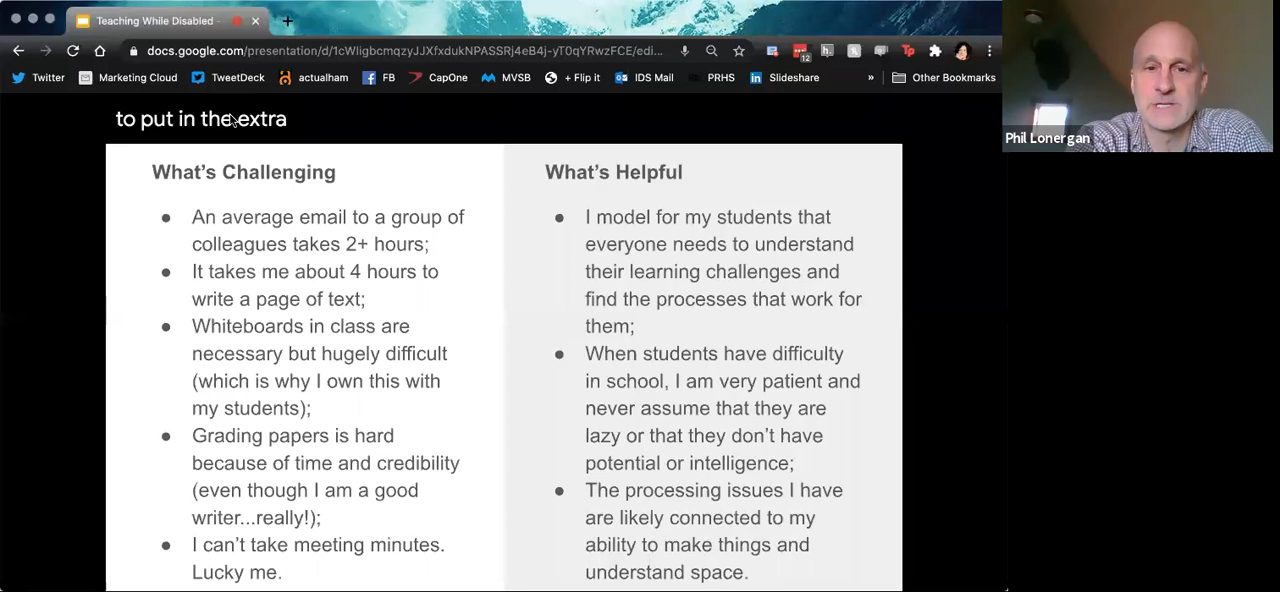 Teaching While Disabled -
docs.google.com/presentation/d/1cWligbcmqzyJJXfxdukNPASSRj4eB4j-yT0qYRwzFCE/edi...
12
h.
Tp
Twitter
Marketing Cloud
TweetDeck
actualham
FB
CapOne
MVSB
+ Flip it
IDS Mail
PRHS
Slideshare
»
Other Bookmarks
Phil Lonergan
to put in the extra
What's Challenging
● An average email to a group of
colleagues takes 2+ hours;
● It takes me about 4 hours to
write a page of text;
● Whiteboards in class are
necessary but hugely difficult
(which is why I own this with
my students);
● Grading papers is hard
because of time and credibility
(even though I am a good
writer...really!);
● I can't take meeting minutes.
Lucky me.
What's Helpful
● I model for my students that
everyone needs to understand
their learning challenges and
find the processes that work for
them;
● When students have difficulty
in school, I am very patient and
never assume that they are
lazy or that they don't have
potential or intelligence;
● The processing issues I have
are likely connected to my
ability to make things and
understand space.